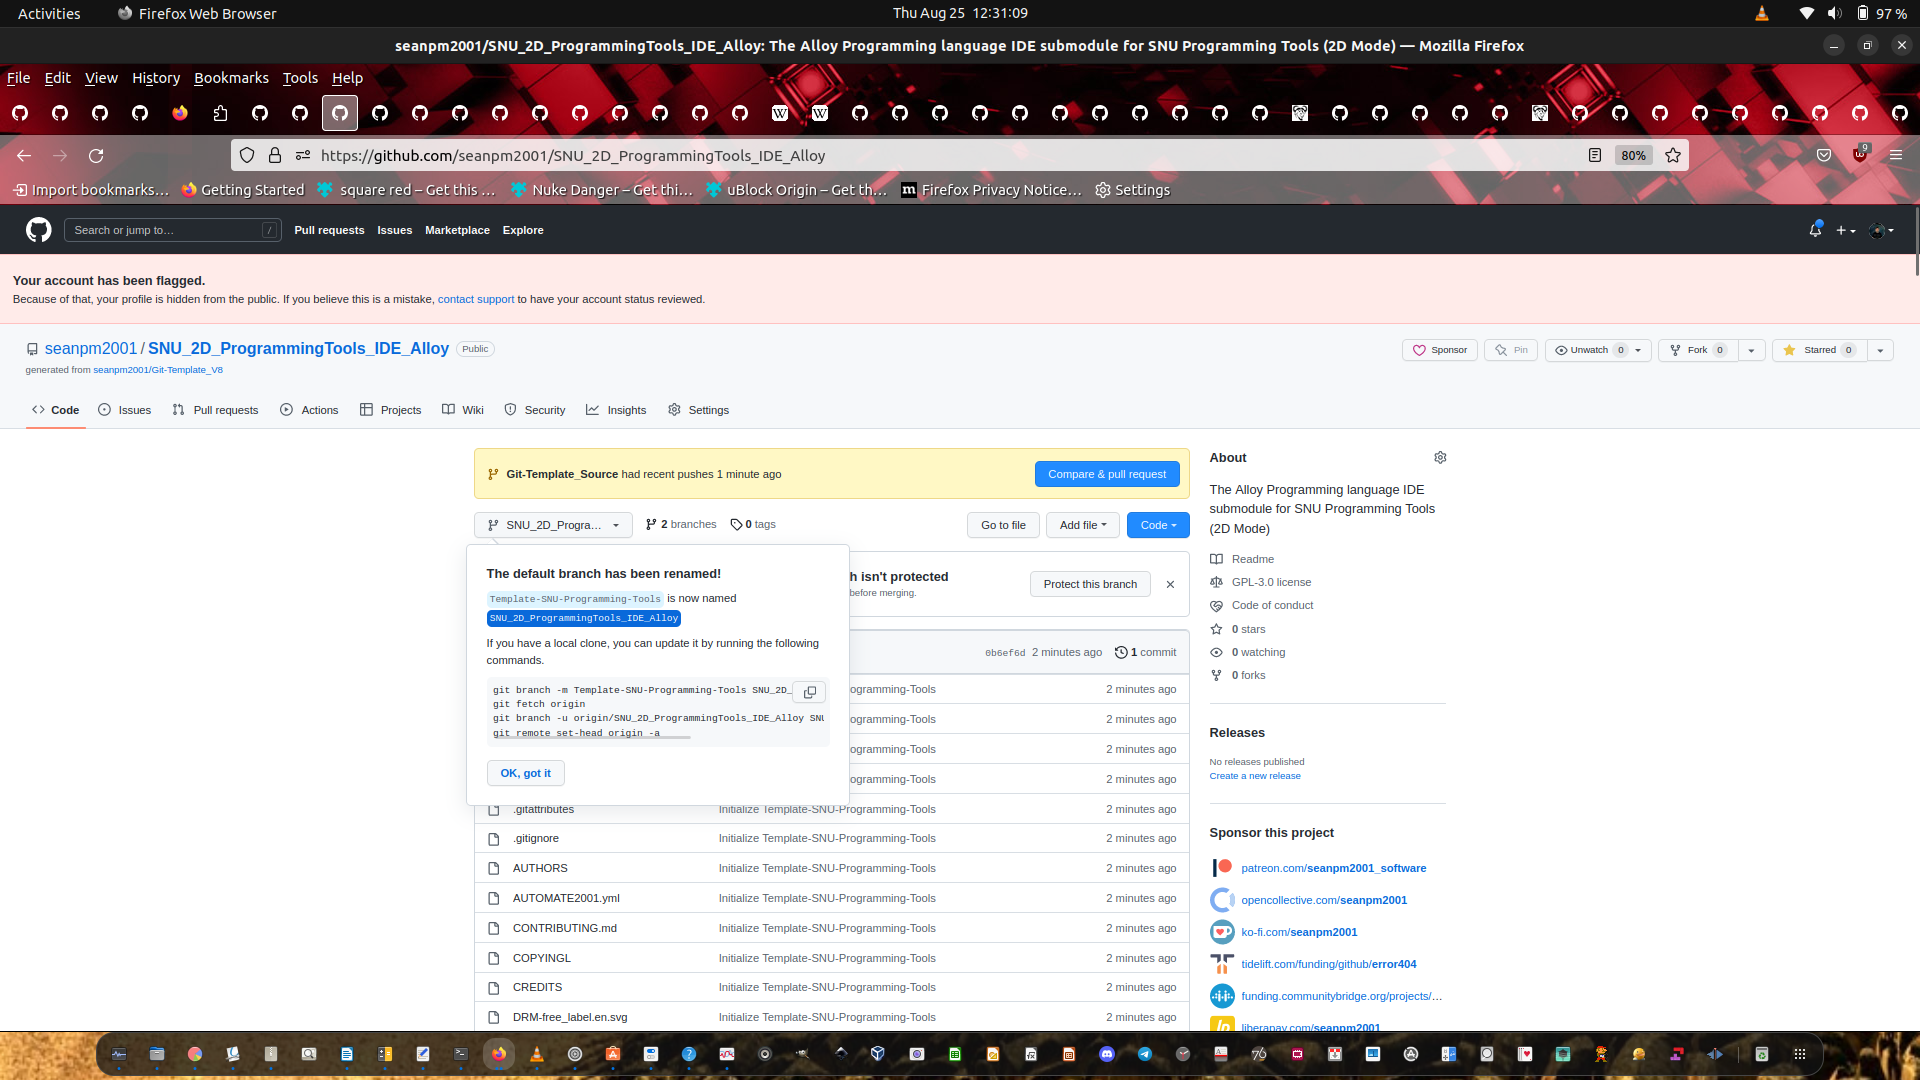 Activities
Firefox Web Browser
Thu Aug 25 12:31:09
97 %
seanpm2001/SNU_2D_ProgrammingTools_IDE_Alloy: The Alloy Programming language IDE submodule for SNU Programming Tools (2D Mode) — Mozilla Firefox
File Edit View History Bookmarks Tools Help
https://github.com/seanpm2001/SNU_2D_ProgrammingTools_IDE_Alloy
80%
9
Import bookmarks…
Getting Started
square red – Get this …
Nuke Danger – Get thi…
uBlock Origin – Get th…
Firefox Privacy Notice…
Settings
Search or jump to…
/
Pull requests
Issues
Marketplace
Explore
Your account has been flagged.
Because of that, your profile is hidden from the public. If you believe this is a mistake, contact support to have your account status reviewed.
seanpm2001 / SNU_2D_ProgrammingTools_IDE_Alloy
Public
generated from seanpm2001/Git-Template_V8
Sponsor
Pin
Unwatch 0
Fork 0
Starred 0
Code
Issues
Pull requests
Actions
Projects
Wiki
Security
Insights
Settings
Git-Template_Source had recent pushes 1 minute ago
Compare & pull request
SNU_2D_Progra…
2 branches
0 tags
Go to file
Add file
Code
The default branch has been renamed!
Template-SNU-Programming-Tools is now named
SNU_2D_ProgrammingTools_IDE_Alloy
If you have a local clone, you can update it by running the following
commands.
git branch -m Template-SNU-Programming-Tools SNU_2D_
git fetch origin
git branch -u origin/SNU_2D_ProgrammingTools_IDE_Alloy SNU
git remote set-head origin -a
OK, got it
h isn't protected
before merging.
Protect this branch
0b6ef6d 2 minutes ago
1 commit
ogramming-Tools 2 minutes ago
ogramming-Tools 2 minutes ago
ogramming-Tools 2 minutes ago
ogramming-Tools 2 minutes ago
.gitattributes Initialize Template-SNU-Programming-Tools 2 minutes ago
.gitignore Initialize Template-SNU-Programming-Tools 2 minutes ago
AUTHORS Initialize Template-SNU-Programming-Tools 2 minutes ago
AUTOMATE2001.yml Initialize Template-SNU-Programming-Tools 2 minutes ago
CONTRIBUTING.md Initialize Template-SNU-Programming-Tools 2 minutes ago
COPYINGL Initialize Template-SNU-Programming-Tools 2 minutes ago
CREDITS Initialize Template-SNU-Programming-Tools 2 minutes ago
DRM-free_label.en.svg Initialize Template-SNU-Programming-Tools 2 minutes ago
About
The Alloy Programming language IDE
submodule for SNU Programming Tools
(2D Mode)
Readme
GPL-3.0 license
Code of conduct
0 stars
0 watching
0 forks
Releases
No releases published
Create a new release
Sponsor this project
patreon.com/seanpm2001_software
opencollective.com/seanpm2001
ko-fi.com/seanpm2001
tidelift.com/funding/github/error404
funding.communitybridge.org/projects/…
liberapay.com/seanpm2001